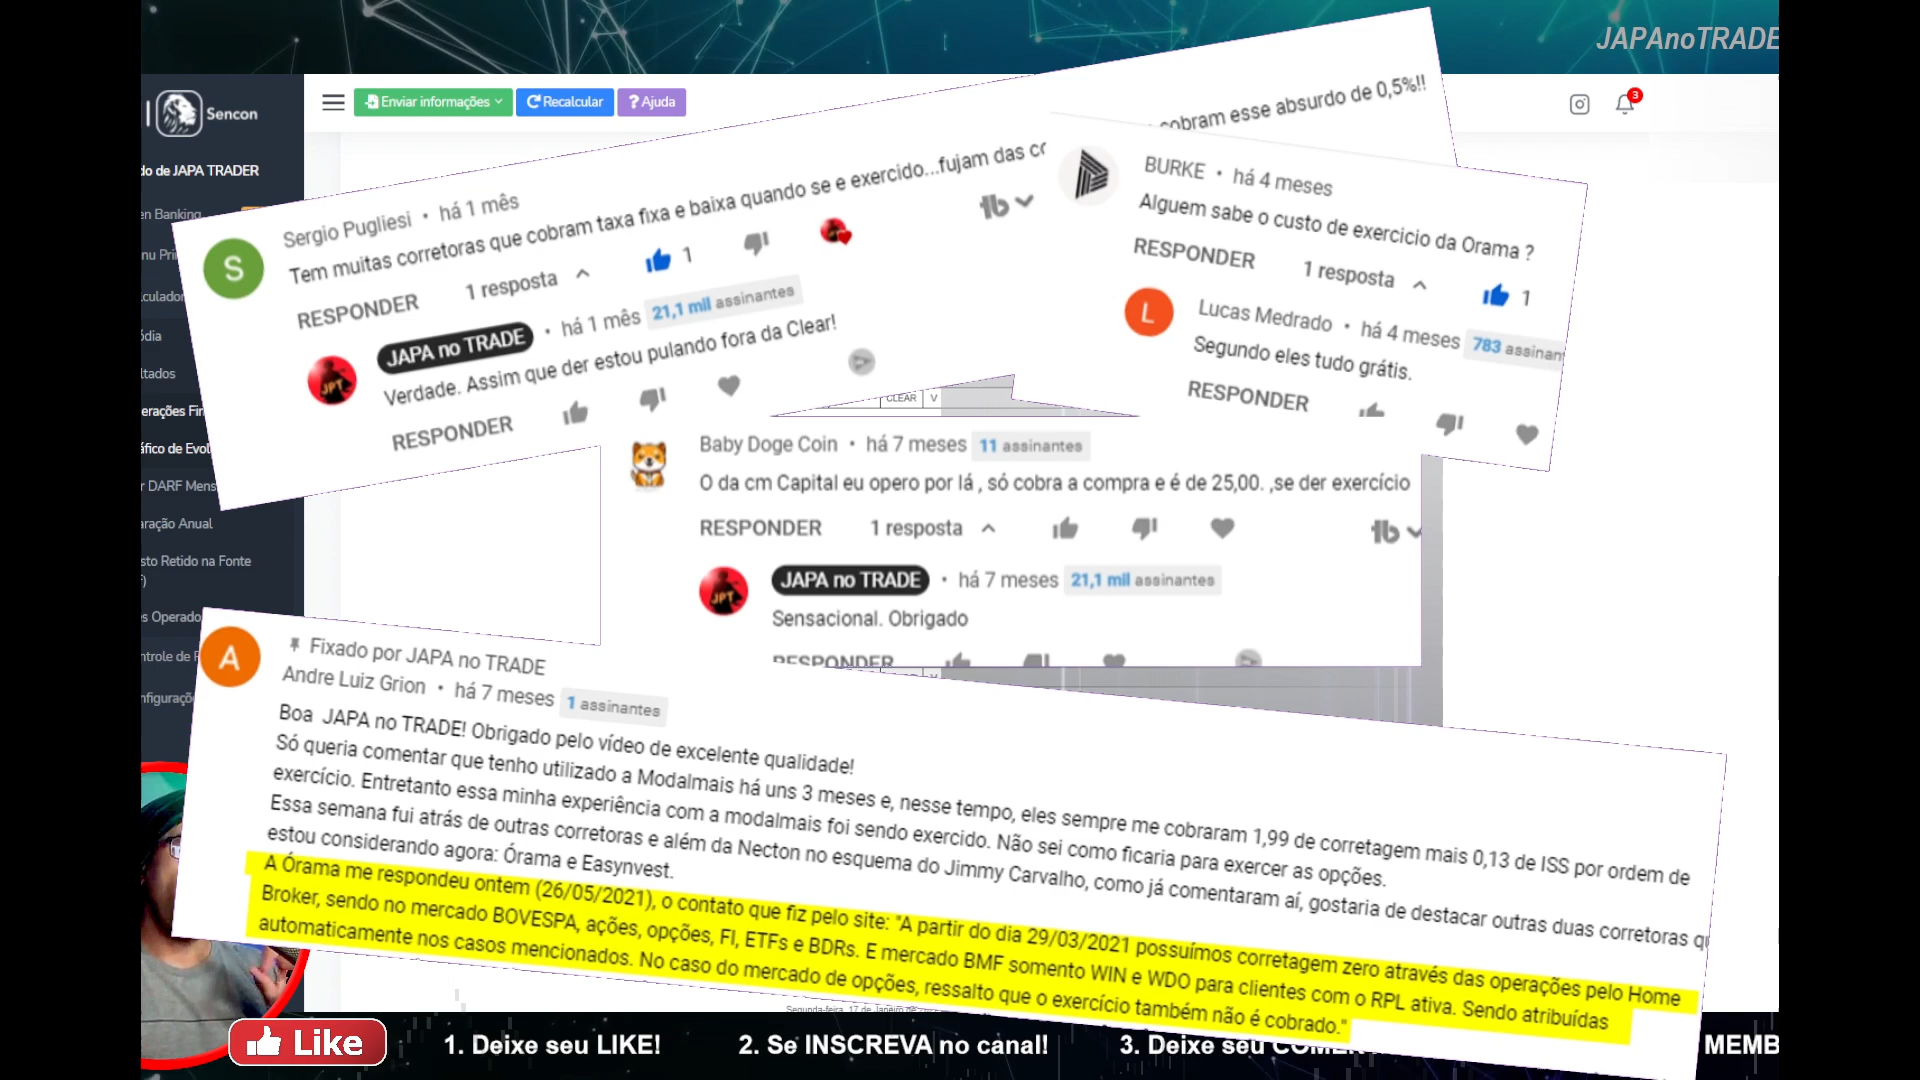 JAPAnoTRADE
Sencon
Enviar informações
Recalcular
? Ajuda
3
do de JAPA TRADER
en Banking
culador
ódia
ltados
erações Fin
áfico de Evol
r DARF Mens
aração Anual
sto Retido na Fonte
s Operado
ntrole de
nfiguraçõ
cobram esse absurdo de 0,5%!!
S
Sergio Pugliesi • há 1 mês
Tem muitas corretoras que cobram taxa fixa e baixa quando se e exercido...fujam das co
RESPONDER 1 resposta 1
JPT
JAPA no TRADE • há 1 mês 21,1 mil assinantes
Verdade. Assim que der estou pulando fora da Clear!
RESPONDER
BURKE • há 4 meses
Alguem sabe o custo de exercicio da Orama ?
RESPONDER 1 resposta 1
L
Lucas Medrado • há 4 meses 783 assinan
Segundo eles tudo grátis.
RESPONDER
CLEAR V
Baby Doge Coin • há 7 meses 11 assinantes
O da cm Capital eu opero por lá , só cobra a compra e é de 25,00. ,se der exercício
RESPONDER 1 resposta
JPT
JAPA no TRADE • há 7 meses 21,1 mil assinantes
Sensacional. Obrigado
RESPONDER
A
Fixado por JAPA no TRADE
Andre Luiz Grion • há 7 meses 1 assinantes
Boa JAPA no TRADE! Obrigado pelo vídeo de excelente qualidade!
Só queria comentar que tenho utilizado a Modalmais há uns 3 meses e, nesse tempo, eles sempre me cobraram 1,99 de corretagem mais 0,13 de ISS por ordem de
exercício. Entretanto essa minha experiência com a modalmais foi sendo exercido. Não sei como ficaria para exercer as opções.
Essa semana fui atrás de outras corretoras e além da Necton no esquema do Jimmy Carvalho, como já comentaram aí, gostaria de destacar outras duas corretoras qu
estou considerando agora: Órama e Easynvest.
A Órama me respondeu ontem (26/05/2021), o contato que fiz pelo site: "A partir do dia 29/03/2021 possuímos corretagem zero através das operações pelo Home
Broker, sendo no mercado BOVESPA, ações, opções, FI, ETFs e BDRs. E mercado BMF somento WIN e WDO para clientes com o RPL ativa. Sendo atribuídas
automaticamente nos casos mencionados. No caso do mercado de opções, ressalto que o exercício também não é cobrado."
Segunda-feira, 17 de Janeiro de
Like
1. Deixe seu LIKE!
2. Se INSCREVA no canal!
3. Deixe seu COMEN
MEMB